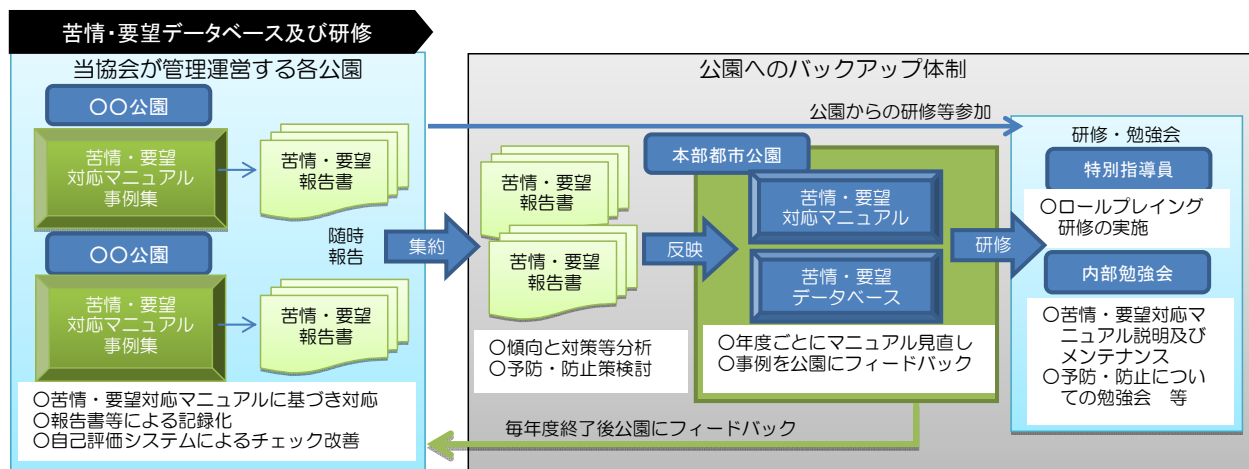 苦情・要望データベース及び研修
当協会が管理運営する各公園
〇〇公園
苦情・要望
対応マニュアル
事例集
苦情・要望
報告書
〇〇公園
苦情・要望
対応マニュアル
事例集
苦情・要望
報告書
随時
報告
〇苦情・要望対応マニュアルに基づき対応
〇報告書等による記録化
〇自己評価システムによるチェック改善
集約
公園へのバックアップ体制
公園からの研修等参加
苦情・要望
報告書
苦情・要望
報告書
〇傾向と対策等分析
〇予防・防止策検討
反映
本部都市公園
苦情・要望
対応マニュアル
苦情・要望
データベース
〇年度ごとにマニュアル見直し
〇事例を公園にフィードバック
研修
研修・勉強会
特別指導員
〇ロールプレイング
研修の実施
内部勉強会
〇苦情・要望対応マ
ニュアル説明及び
メンテナンス
〇予防・防止につい
ての勉強会　等
毎年度終了後公園にフィードバック